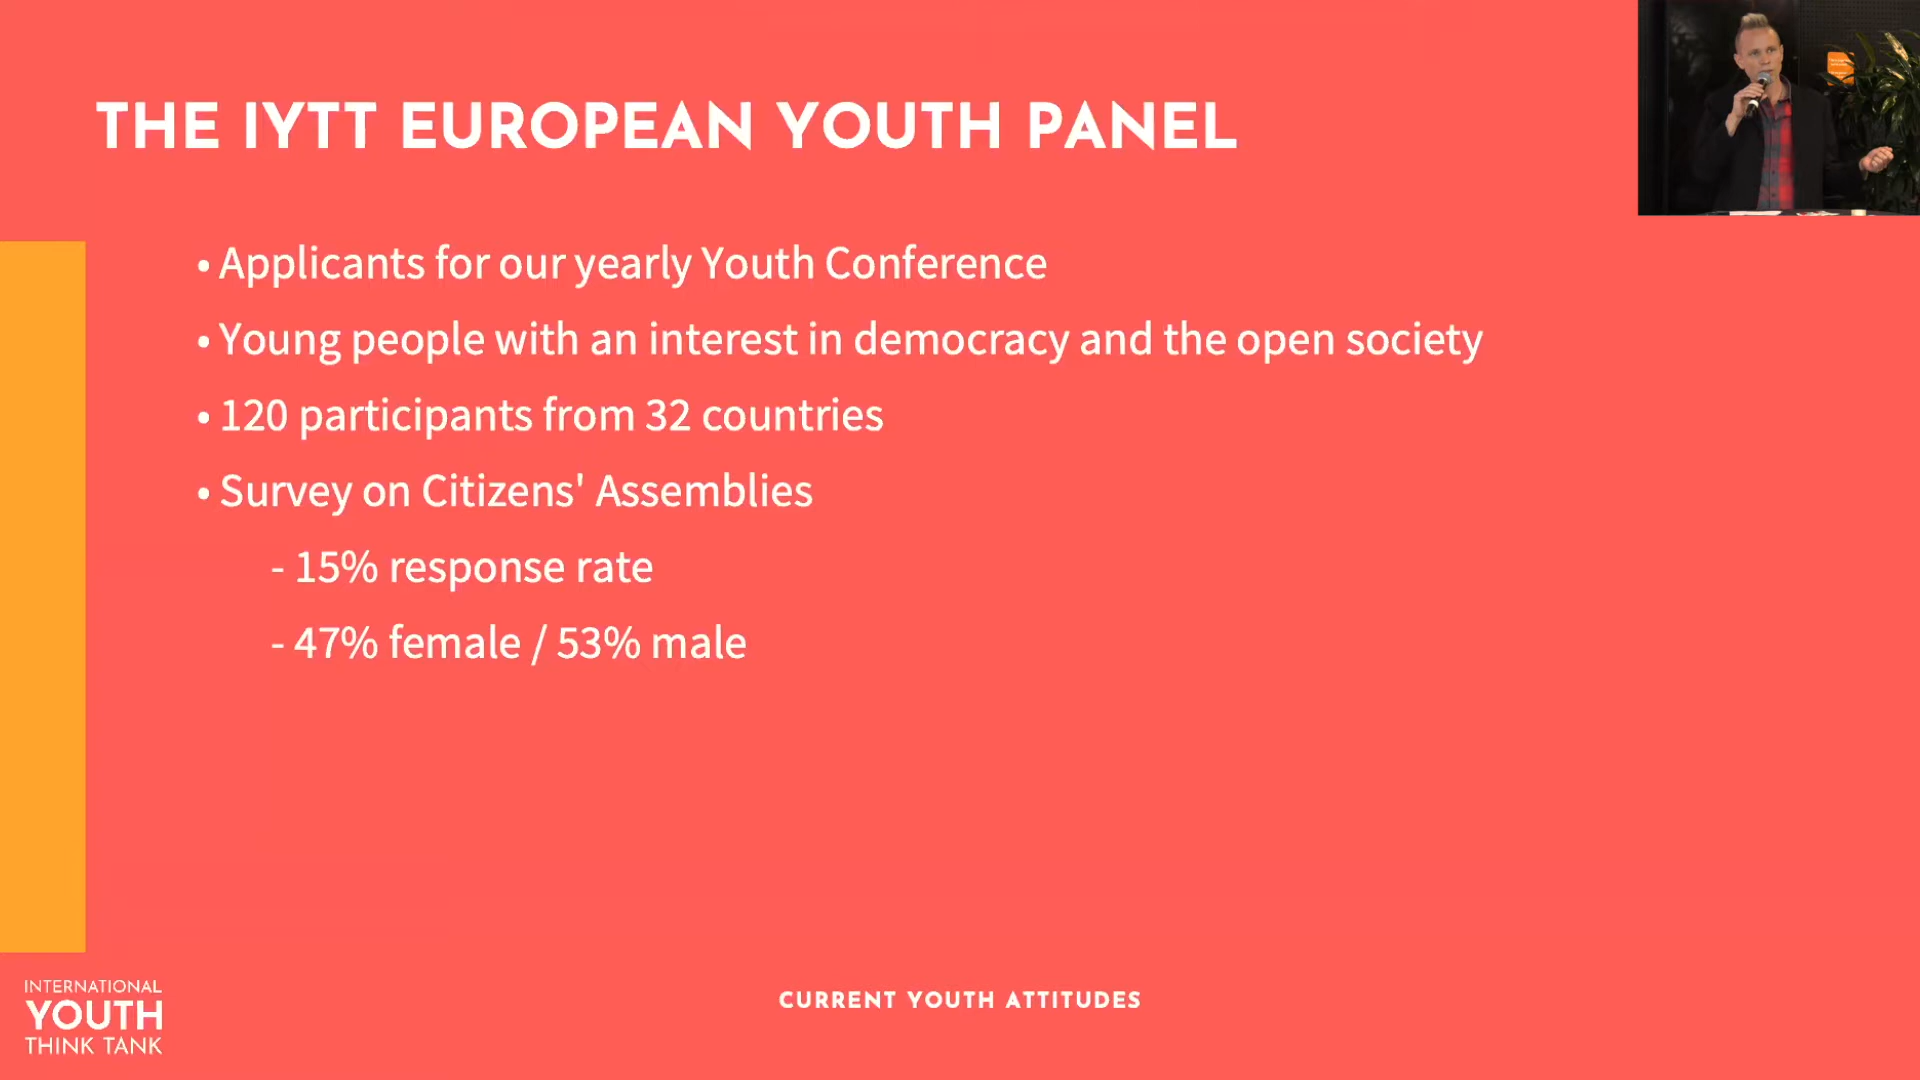 THE IYTT EUROPEAN YOUTH PANEL
• Applicants for our yearly Youth Conference
• Young people with an interest in democracy and the open society
• 120 participants from 32 countries
• Survey on Citizens' Assemblies
- 15% response rate
- 47% female / 53% male
INTERNATIONAL
YOUTH
THINK TANK
CURRENT YOUTH ATTITUDES